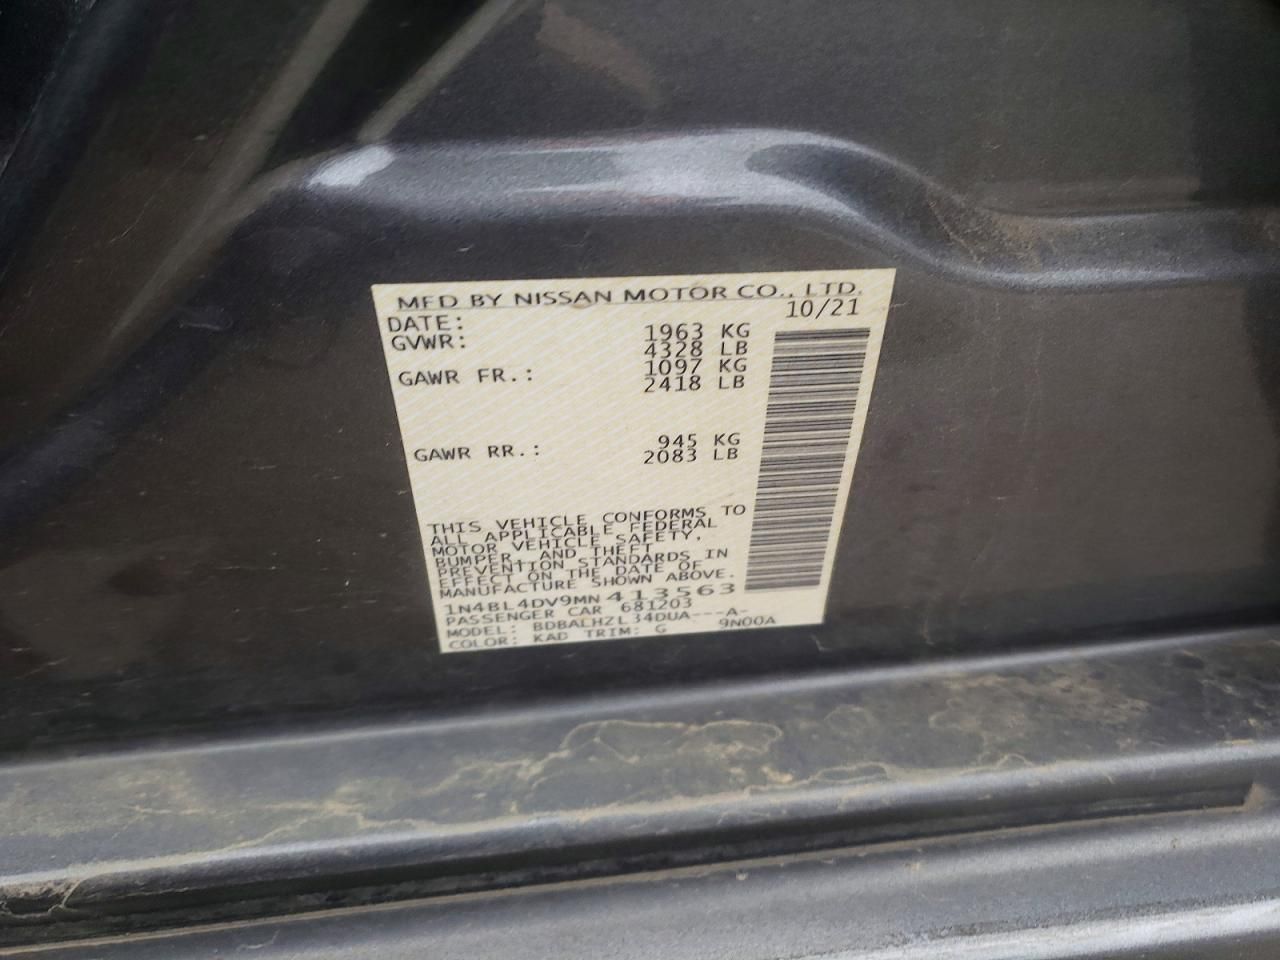 MFD BY NISSAN MOTOR CO., LTD.
DATE: 10/21
GVWR: 1963 KG
4328 LB
GAWR FR.: 1097 KG
2418 LB
GAWR RR.: 945 KG
2083 LB
THIS VEHICLE CONFORMS TO
ALL APPLICABLE FEDERAL
MOTOR VEHICLE SAFETY,
BUMPER, AND THEFT
PREVENTION STANDARDS IN
EFFECT ON THE DATE OF
MANUFACTURE SHOWN ABOVE.
1N4BL4DV9MN413563
PASSENGER CAR 681203
MODEL: BDBALHZL34DUA---A-
COLOR: KAD TRIM: G 9N00A